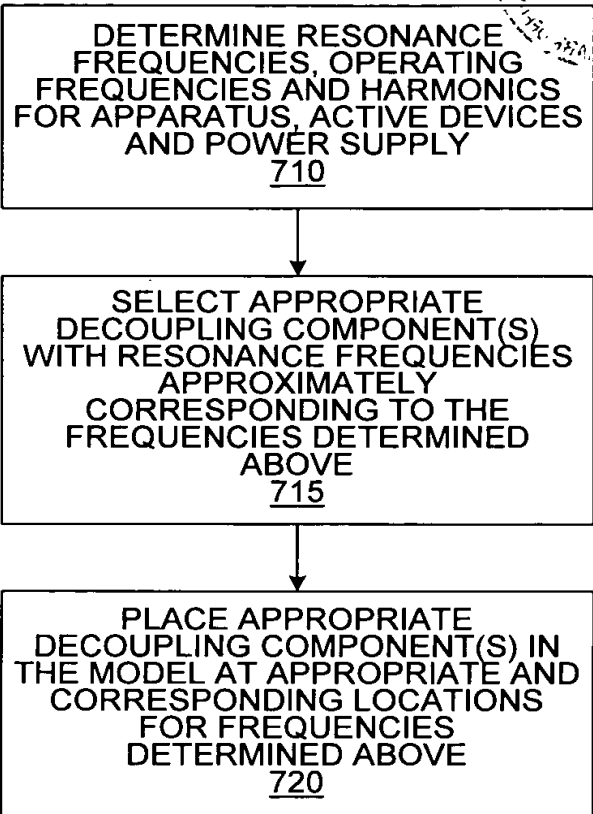 DETERMINE RESONANCE
FREQUENCIES, OPERATING
FREQUENCIES AND HARMONICS
FOR APPARATUS, ACTIVE DEVICES
AND POWER SUPPLY
710
SELECT APPROPRIATE
DECOUPLING COMPONENT(S)
WITH RESONANCE FREQUENCIES
APPROXIMATELY
CORRESPONDING TO THE
FREQUENCIES DETERMINED
ABOVE
715
PLACE APPROPRIATE
DECOUPLING COMPONENT(S) IN
THE MODEL AT APPROPRIATE AND
CORRESPONDING LOCATIONS
FOR FREQUENCIES
DETERMINED ABOVE
720